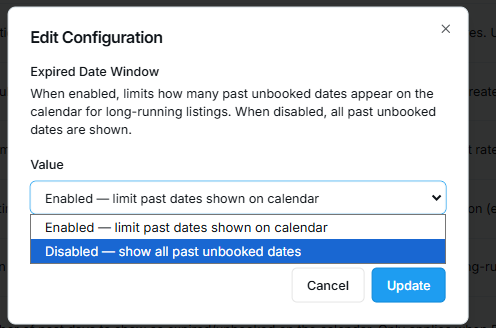 Edit Configuration
×
Expired Date Window
When enabled, limits how many past unbooked dates appear on the
calendar for long-running listings. When disabled, all past unbooked
dates are shown.
Value
Enabled — limit past dates shown on calendar
Enabled — limit past dates shown on calendar
Disabled — show all past unbooked dates
Cancel
Update